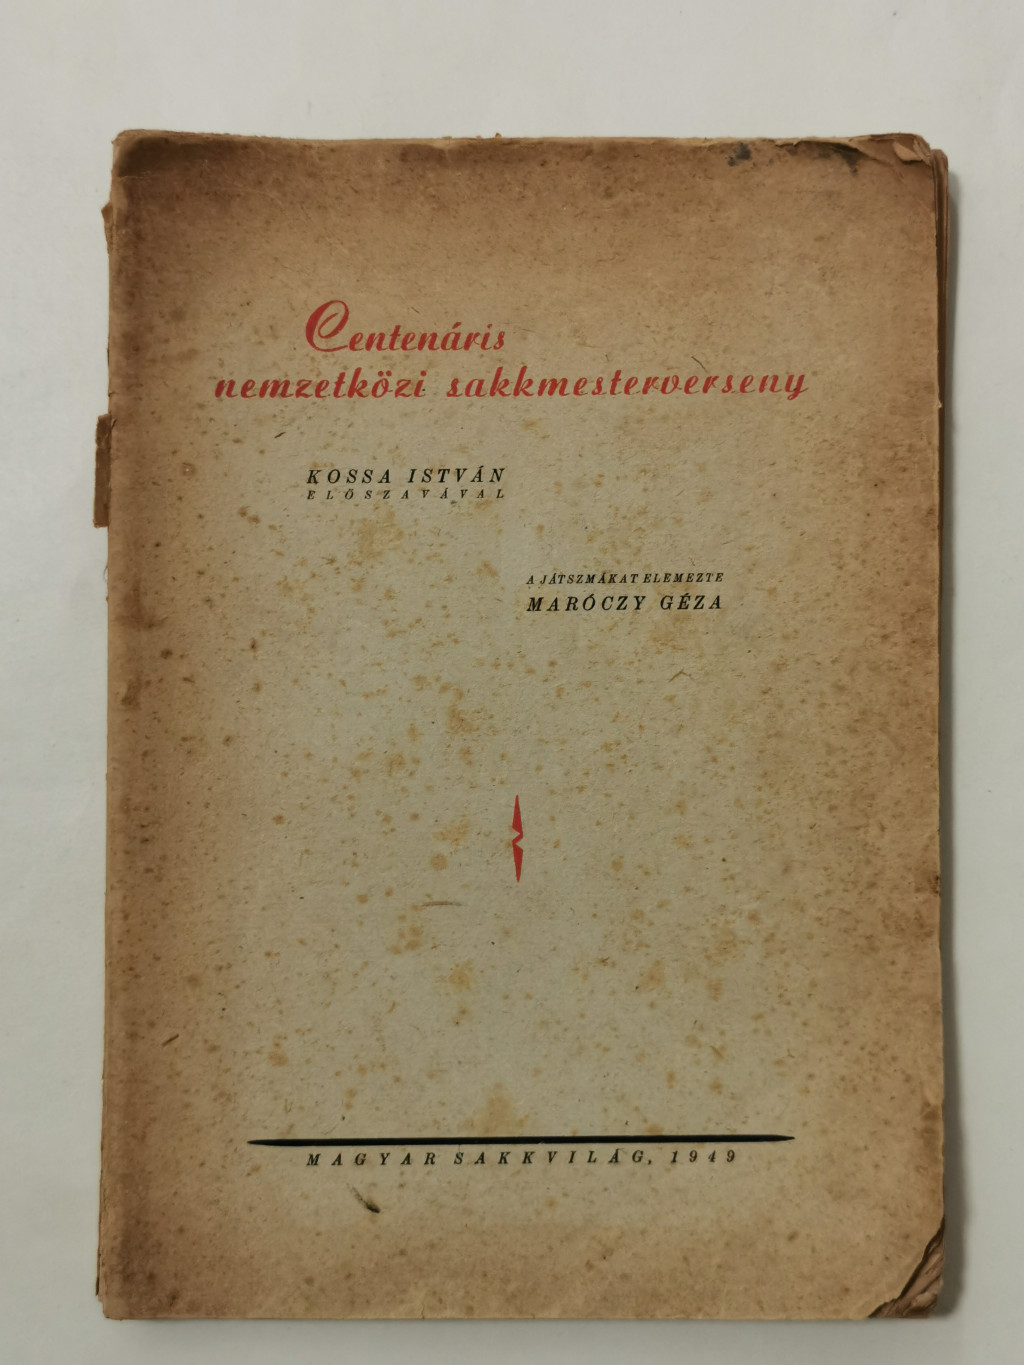 Centenáris
nemzetközi sakkmesterverseny
KOSSA ISTVÁN
ELŐSZAVÁVAL
A JÁTSZMÁKAT ELEMEZTE
MARÓCZY GÉZA
MAGYAR SAKKVILÁG, 1949